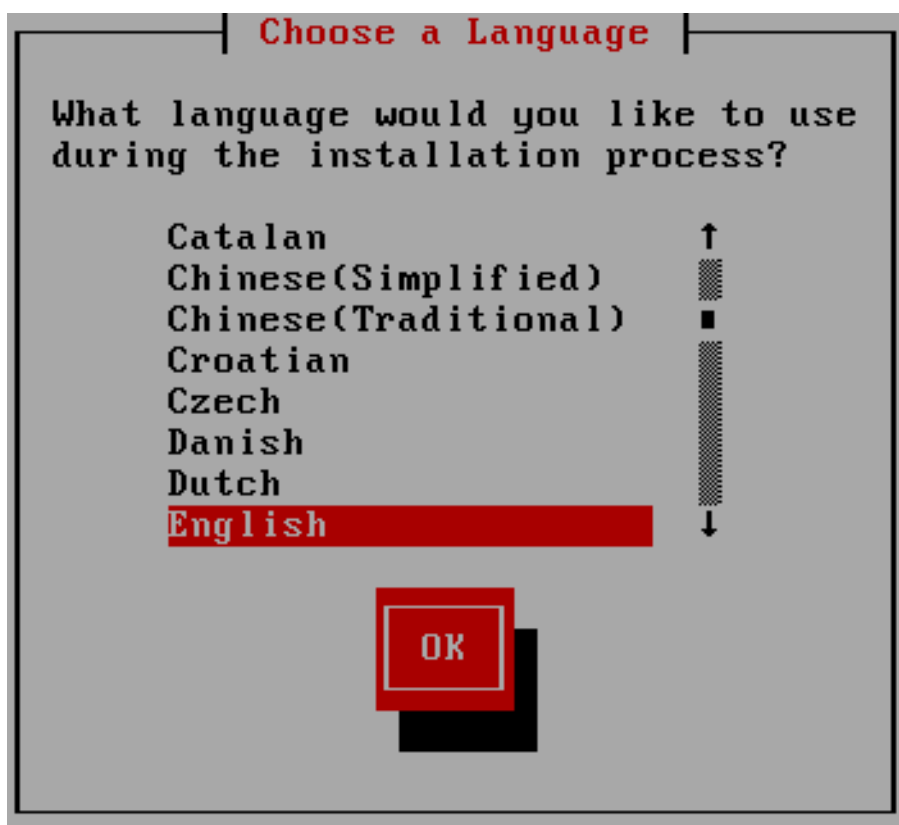 Choose a Language
What language would you like to use
during the installation process?
Catalan
Chinese(Simplified)
Chinese(Traditional)
Croatian
Czech
Danish
Dutch
English
OK